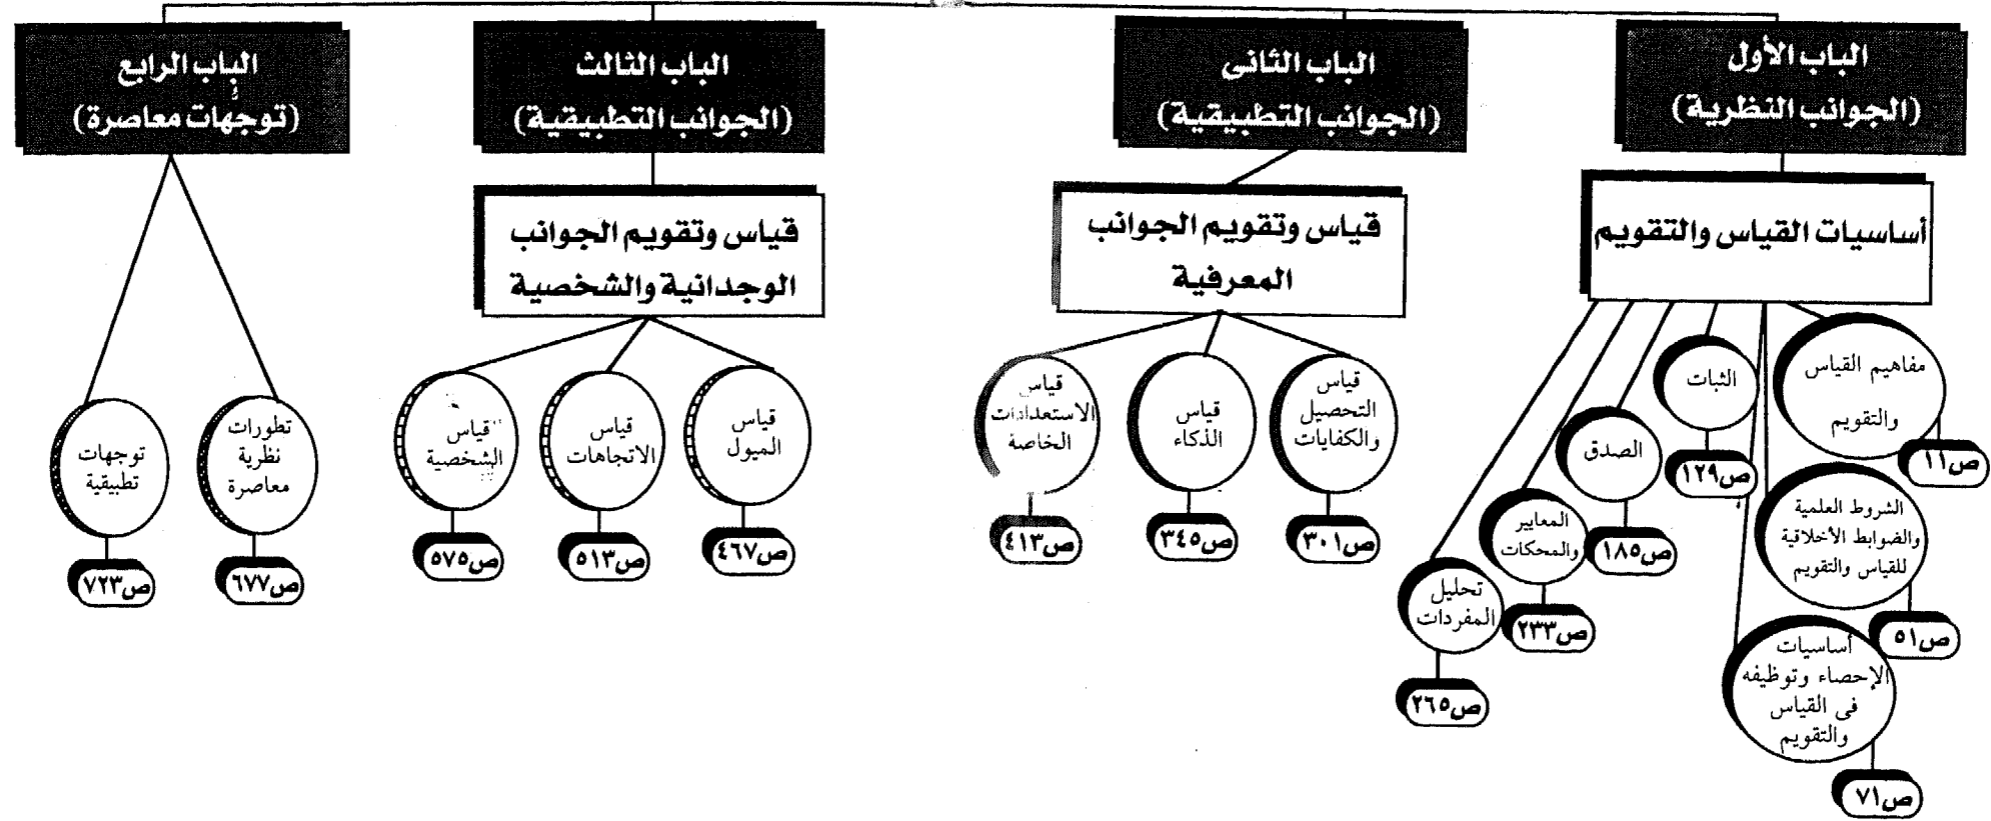 الباب الأول
(الجوانب النظرية)
أساسيات القياس والتقويم
مفاهيم القياس
والتقويم
ص١١
الشروط العلمية
والضوابط الأخلاقية
للقياس والتقويم
ص٥١
أساسيات
الإحصاء وتوظيفه
فى القياس
والتقويم
ص٧١
الثبات
ص١٢٩
الصدق
ص١٨٥
المعايير
والمحكات
ص٢٣٣
تحليل
المفردات
ص٢٦٥
الباب الثانى
(الجوانب التطبيقية)
قياس وتقويم الجوانب
المعرفية
قياس
التحصيل
والكفايات
ص٣٠١
قياس
الذكاء
ص٣٤٥
قياس
الاستعدادات
الخاصة
ص٤١٣
الباب الثالث
(الجوانب التطبيقية)
قياس وتقويم الجوانب
الوجدانية والشخصية
قياس
الميول
ص٤٦٧
قياس
الاتجاهات
ص٥١٣
قياس
الشخصية
ص٥٧٥
الباب الرابع
(توجهات معاصرة)
تطورات
نظرية
معاصرة
ص٦٧٧
توجهات
تطبيقية
ص٧٢٣